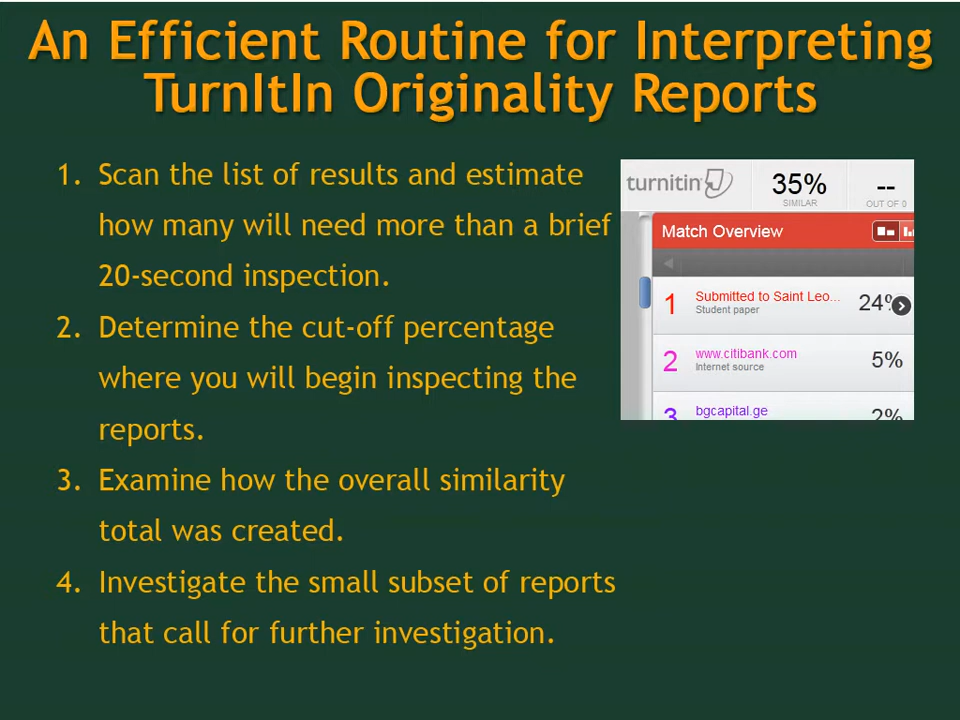 An Efficient Routine for Interpreting
TurnItIn Originality Reports
1. Scan the list of results and estimate
how many will need more than a brief
20-second inspection.
2. Determine the cut-off percentage
where you will begin inspecting the
reports.
3. Examine how the overall similarity
total was created.
4. Investigate the small subset of reports
that call for further investigation.
turnitin 35% --
SIMILAR OUT OF 0
Match Overview
1 Submitted to Saint Leo... 24%
Student paper
2 www.citibank.com 5%
Internet source
3 bgcapital.ge 2%